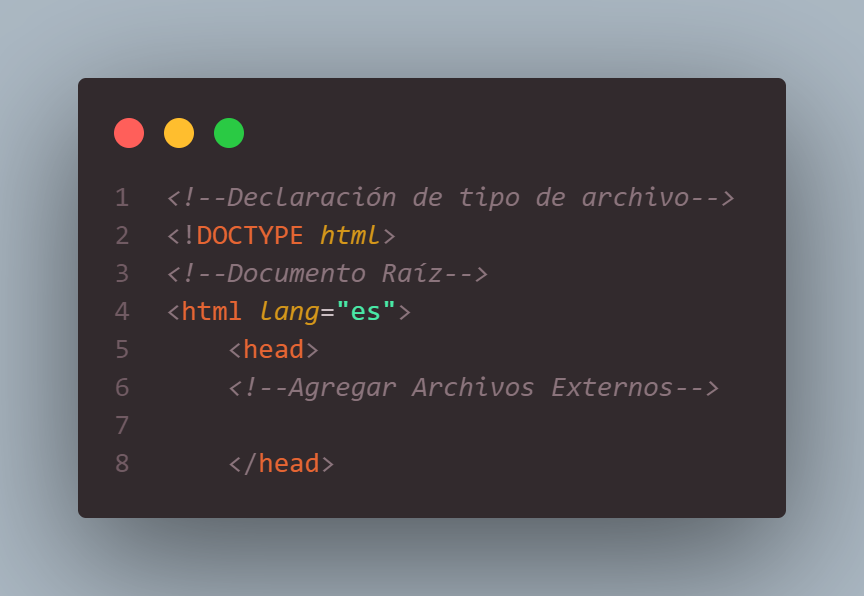 1 <!--Declaración de tipo de archivo-->
2 <!DOCTYPE html>
3 <!--Documento Raíz-->
4 <html lang="es">
5     <head>
6     <!--Agregar Archivos Externos-->
7
8     </head>